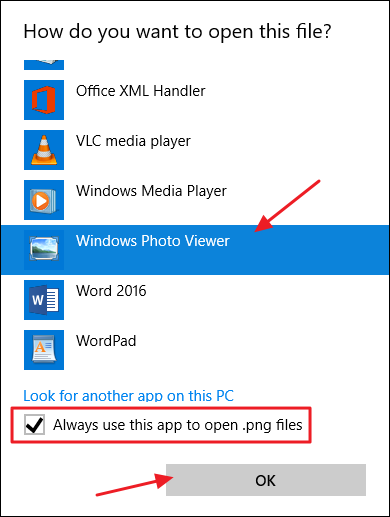 How do you want to open this file?
Office XML Handler
VLC media player
Windows Media Player
Windows Photo Viewer
Word 2016
WordPad
Look for another app on this PC
Always use this app to open .png files
OK